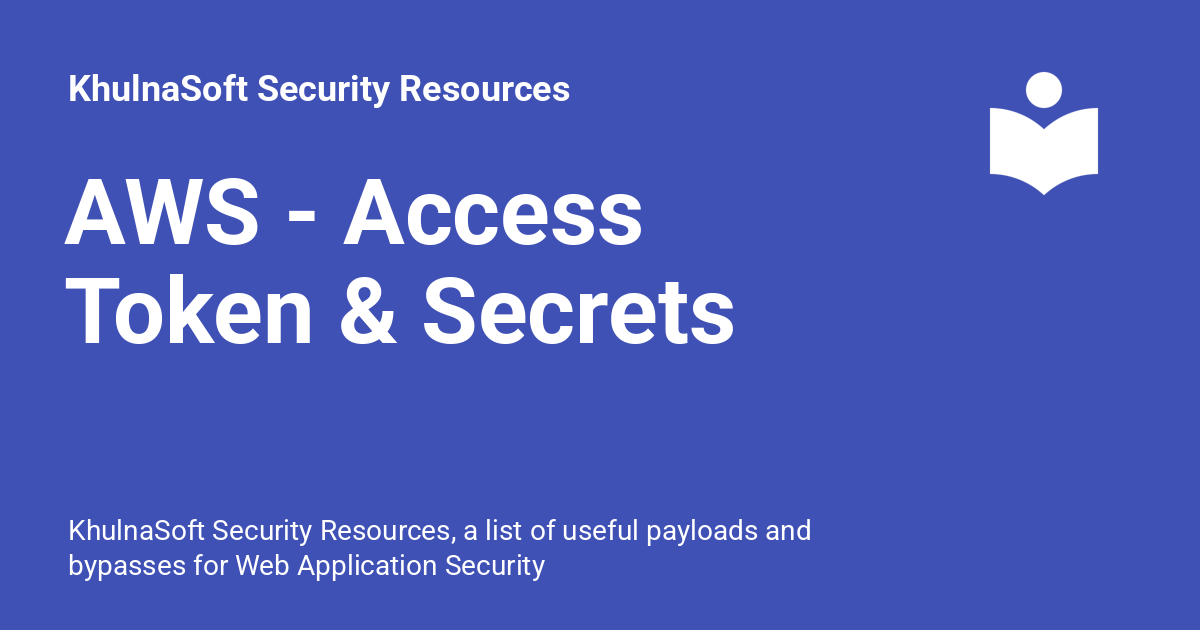 KhulnaSoft Security Resources
AWS - Access
Token & Secrets
KhulnaSoft Security Resources, a list of useful payloads and
bypasses for Web Application Security